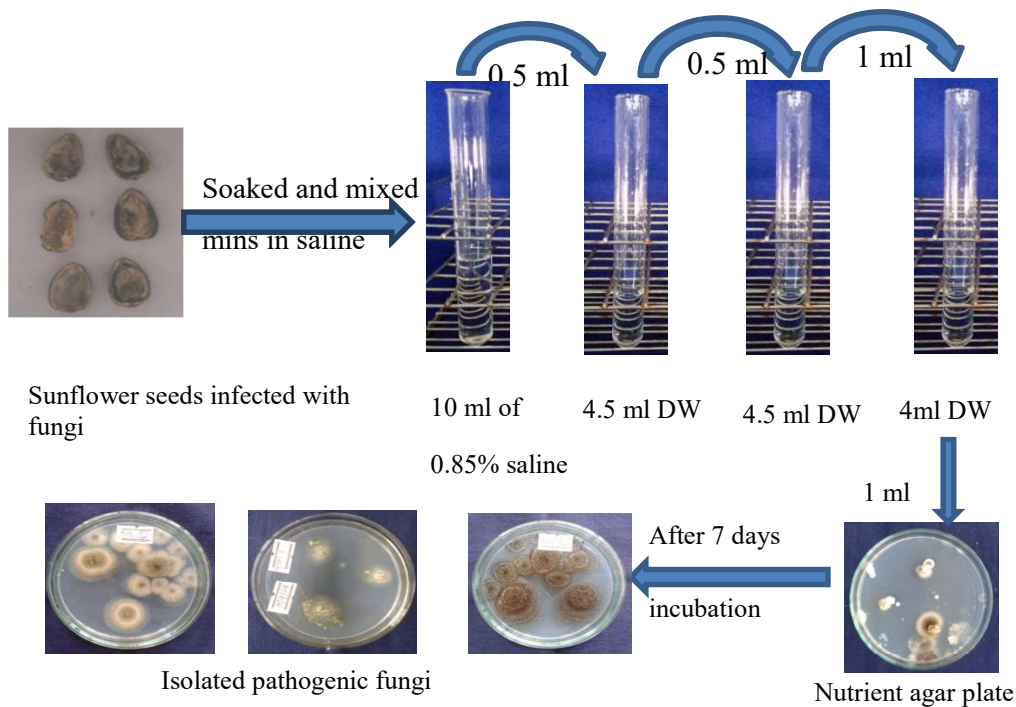 0.5 ml
0.5 ml
1 ml
Soaked and mixed
mins in saline
Sunflower seeds infected with
fungi
10 ml of
0.85% saline
4.5 ml DW
4.5 ml DW
4ml DW
1 ml
After 7 days
incubation
Isolated pathogenic fungi
Nutrient agar plate